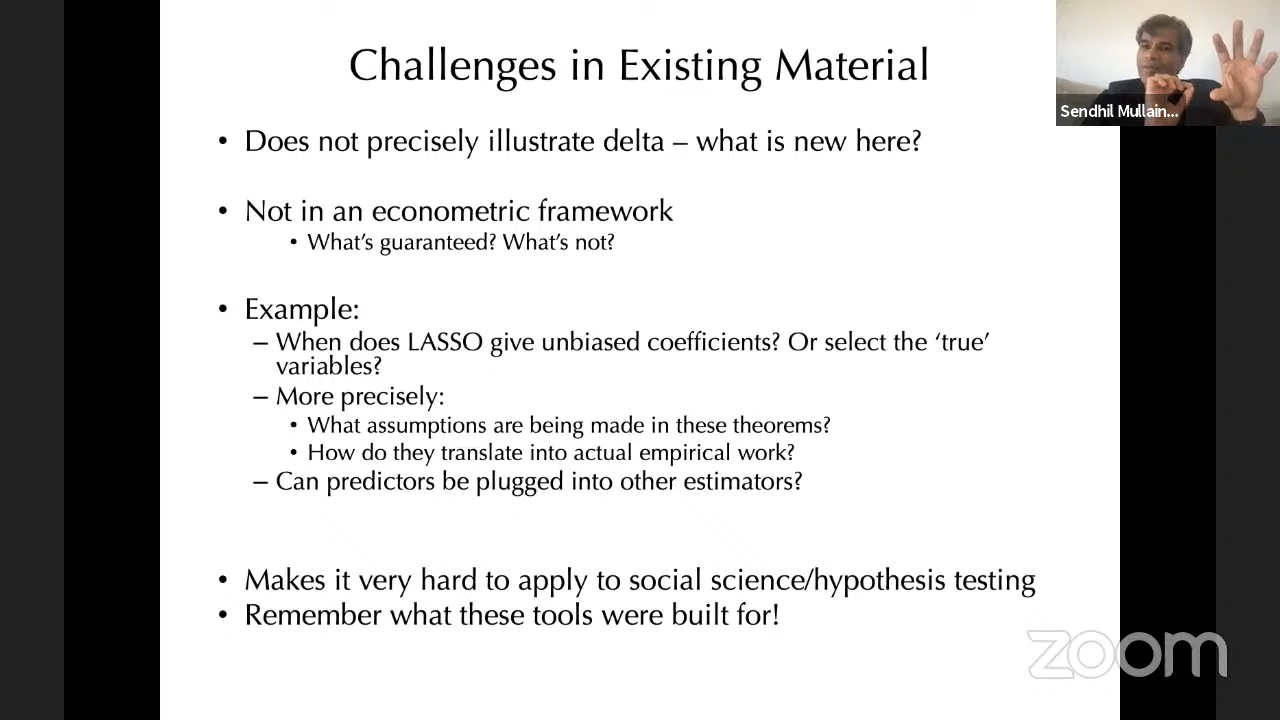 Challenges in Existing Material
Sendhil Mullain...
• Does not precisely illustrate delta – what is new here?
• Not in an econometric framework
• What’s guaranteed? What’s not?
• Example:
– When does LASSO give unbiased coefficients? Or select the ‘true’
variables?
– More precisely:
• What assumptions are being made in these theorems?
• How do they translate into actual empirical work?
– Can predictors be plugged into other estimators?
• Makes it very hard to apply to social science/hypothesis testing
• Remember what these tools were built for!
zoom